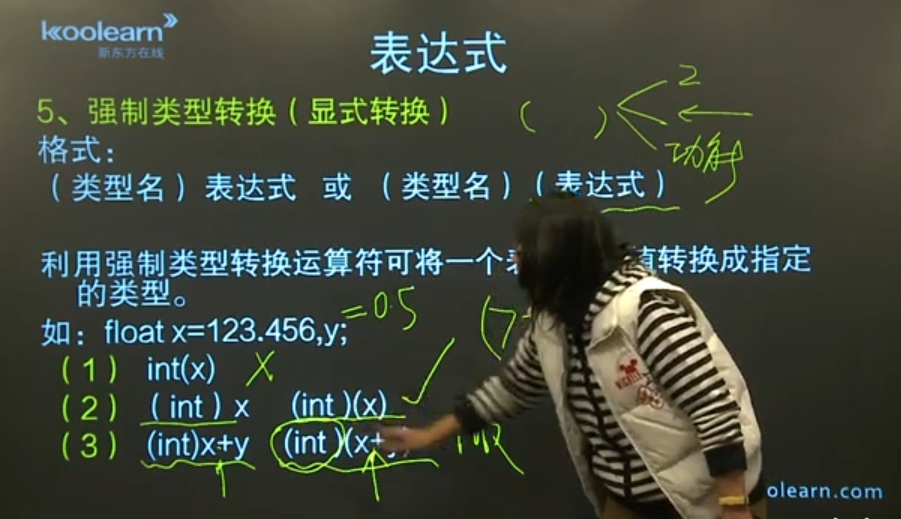 koolearn
新东方在线
表达式
5、强制类型转换（显式转换） ( ) 2
格式： 功能
（类型名）表达式 或 （类型名）（表达式）
利用强制类型转换运算符可将一个表 值转换成指定
的类型。
如：float x=123.456,y; =0.5
（1） int(x) ×
（2） (int)x (int)(x) ✓
（3） (int)x+y (int)(x+
olearn.com